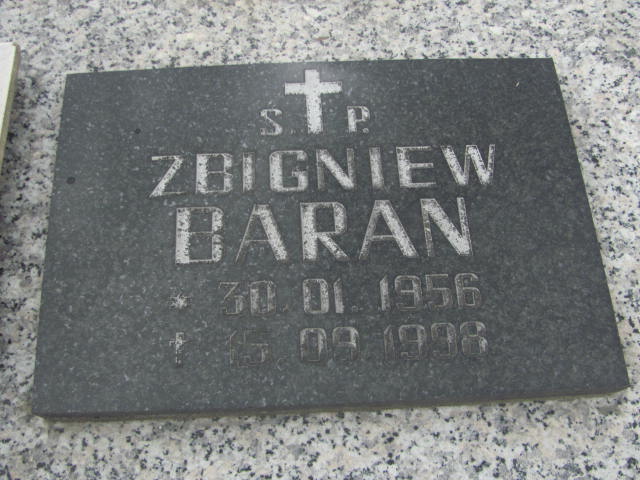 S. P.
ZBIGNIEW
BARAN
* 30. 01. 1956
† 15. 09. 1998